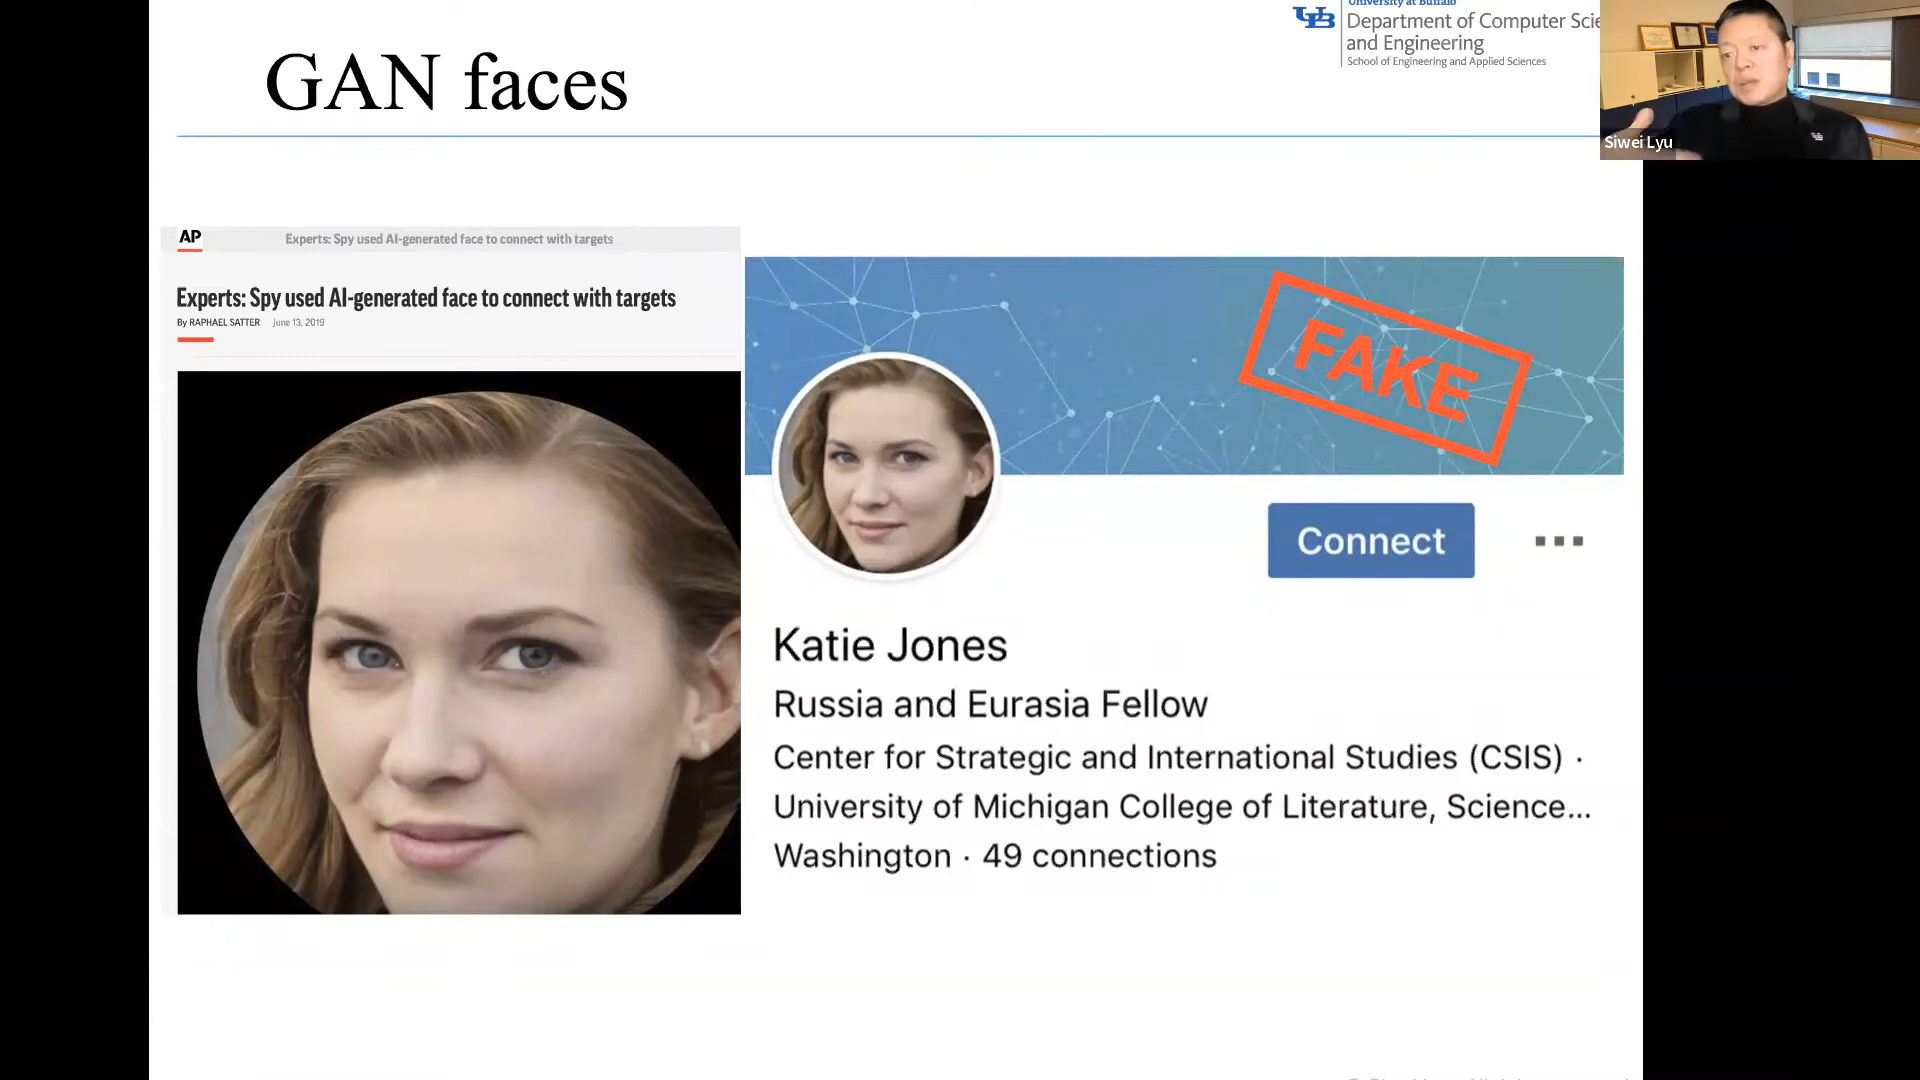 GAN faces
University at Buffalo
Department of Computer Scie
and Engineering
School of Engineering and Applied Sciences
Siwei Lyu
AP
Experts: Spy used AI-generated face to connect with targets
Experts: Spy used AI-generated face to connect with targets
By RAPHAEL SATTER June 13, 2019
FAKE
Connect
Katie Jones
Russia and Eurasia Fellow
Center for Strategic and International Studies (CSIS) ·
University of Michigan College of Literature, Science...
Washington · 49 connections